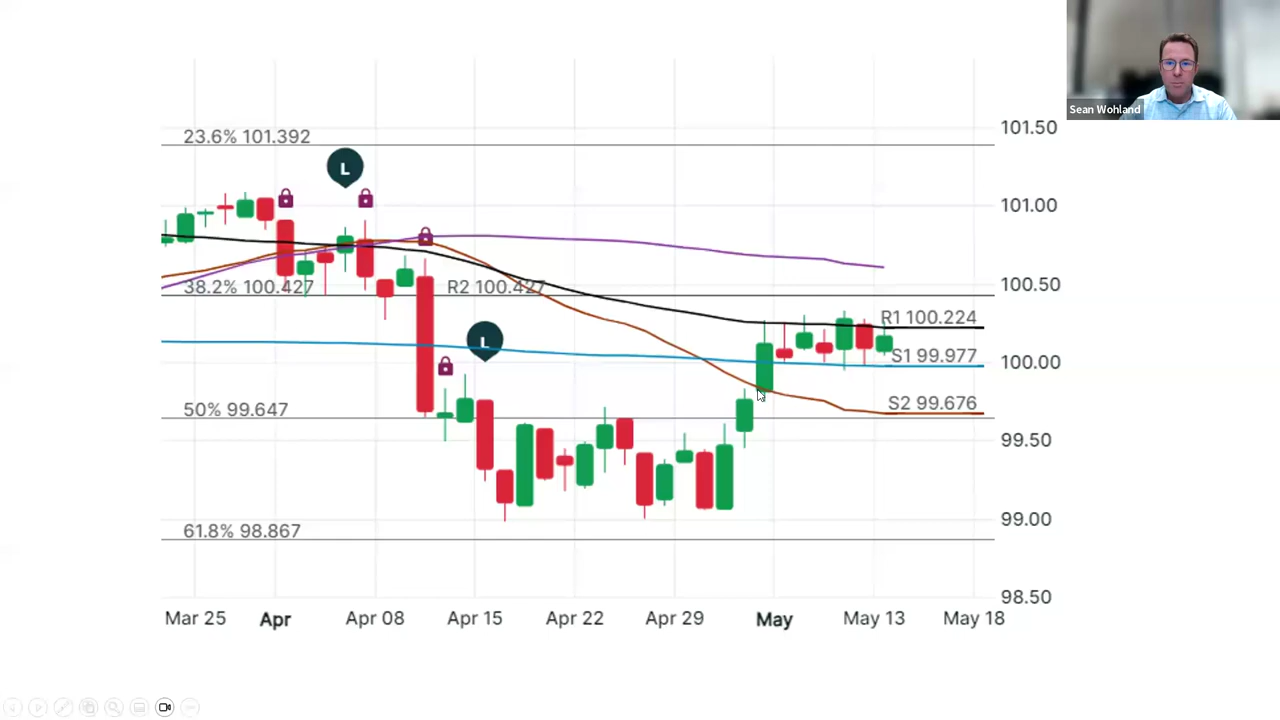 Sean Wohland
23.6% 101.392
L
38.2% 100.427
R2 100.427
L
50% 99.647
61.8% 98.867
R1 100.224
S1 99.977
S2 99.676
101.50
101.00
100.50
100.00
99.50
99.00
98.50
Mar 25 Apr Apr 08 Apr 15 Apr 22 Apr 29 May May 13 May 18